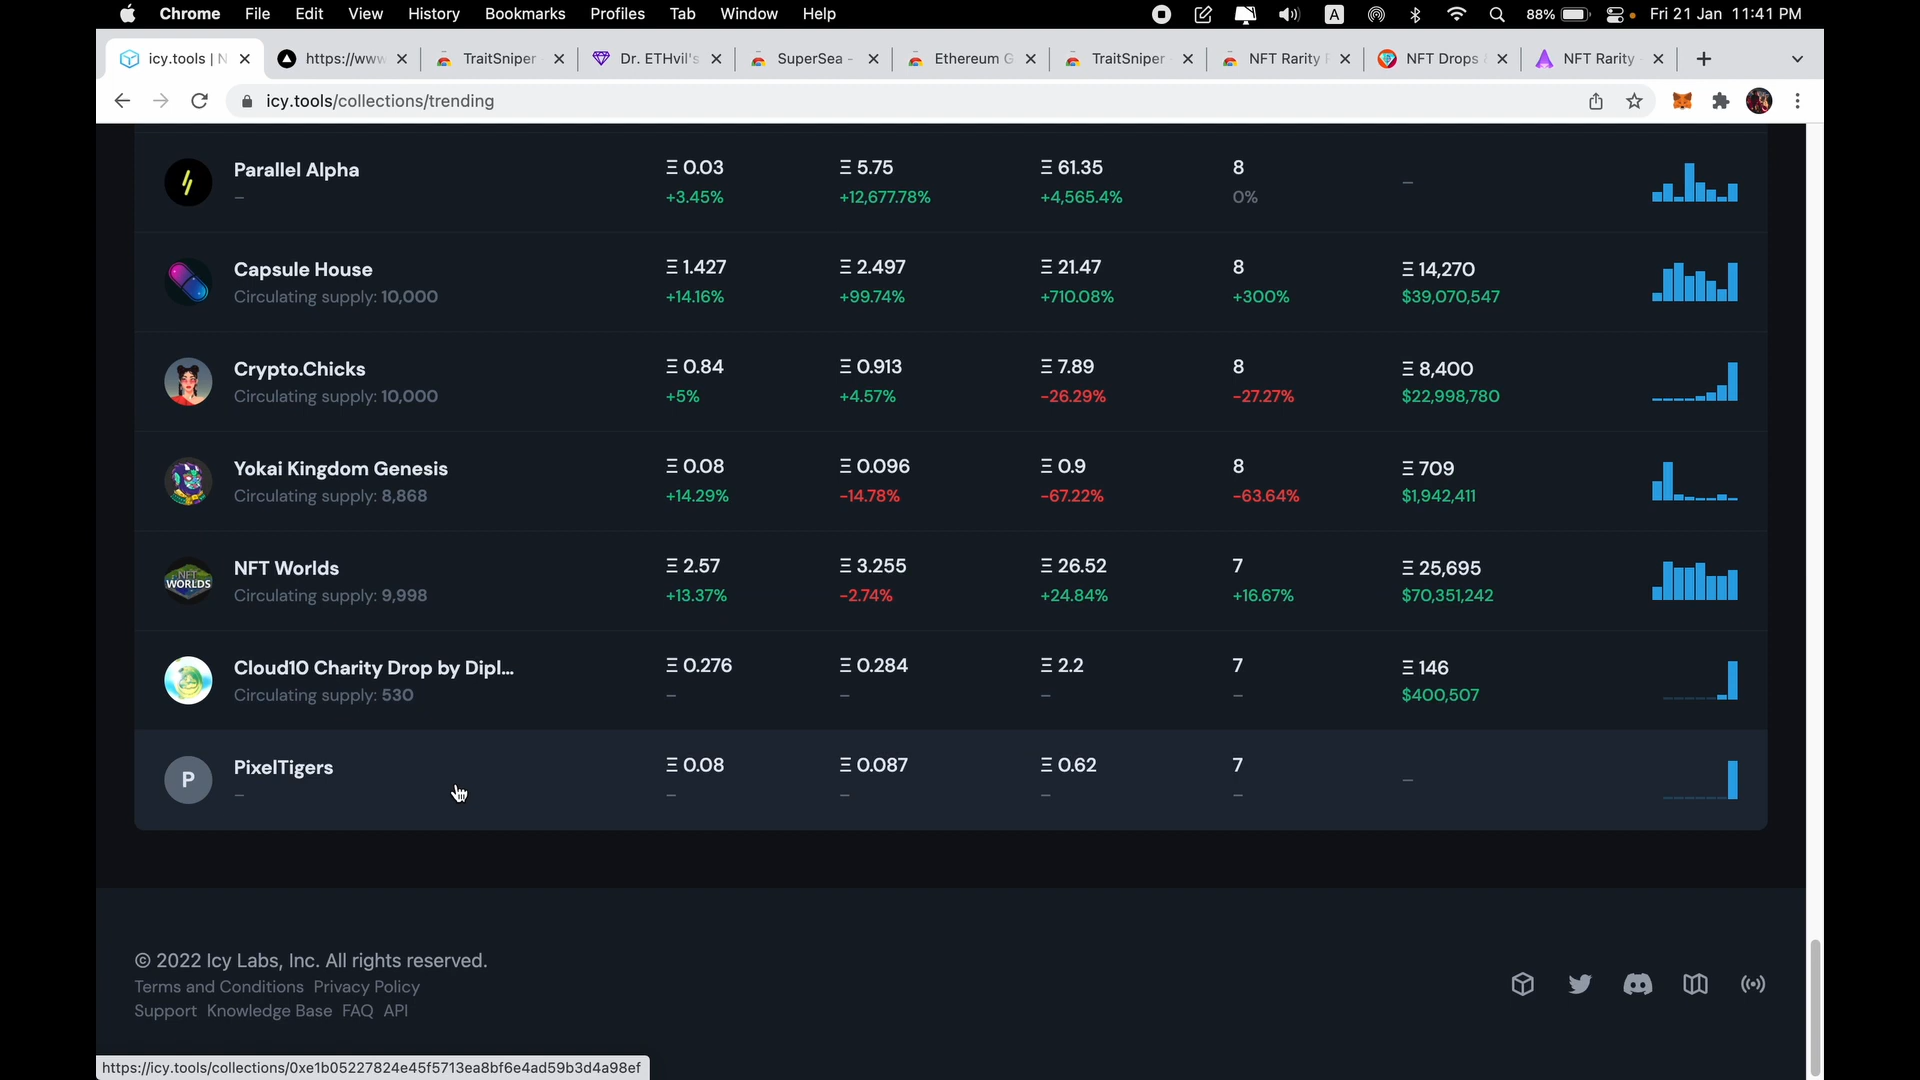 Chrome File Edit View History Bookmarks Profiles Tab Window Help A 88% Fri 21 Jan 11:41 PM
icy.tools | N https://www TraitSniper - Dr. ETHvil's SuperSea - Ethereum G TraitSniper NFT Rarity NFT Drops NFT Rarity -
icy.tools/collections/trending
Parallel Alpha Ξ 0.03 Ξ 5.75 Ξ 61.35 8 –
– +3.45% +12,677.78% +4,565.4% 0%
Capsule House Ξ 1.427 Ξ 2.497 Ξ 21.47 8 Ξ 14,270
Circulating supply: 10,000 +14.16% +99.74% +710.08% +300% $39,070,547
Crypto.Chicks Ξ 0.84 Ξ 0.913 Ξ 7.89 8 Ξ 8,400
Circulating supply: 10,000 +5% +4.57% -26.29% -27.27% $22,998,780
Yokai Kingdom Genesis Ξ 0.08 Ξ 0.096 Ξ 0.9 8 Ξ 709
Circulating supply: 8,868 +14.29% -14.78% -67.22% -63.64% $1,942,411
NFT WORLDS
NFT Worlds Ξ 2.57 Ξ 3.255 Ξ 26.52 7 Ξ 25,695
Circulating supply: 9,998 +13.37% -2.74% +24.84% +16.67% $70,351,242
Cloud10 Charity Drop by Dipl... Ξ 0.276 Ξ 0.284 Ξ 2.2 7 Ξ 146
Circulating supply: 530 – – – – $400,507
P PixelTigers Ξ 0.08 Ξ 0.087 Ξ 0.62 7 –
– – – – –
© 2022 Icy Labs, Inc. All rights reserved.
Terms and Conditions Privacy Policy
Support Knowledge Base FAQ API
https://icy.tools/collections/0xe1b05227824e45f5713ea8bf6e4ad59b3d4a98ef